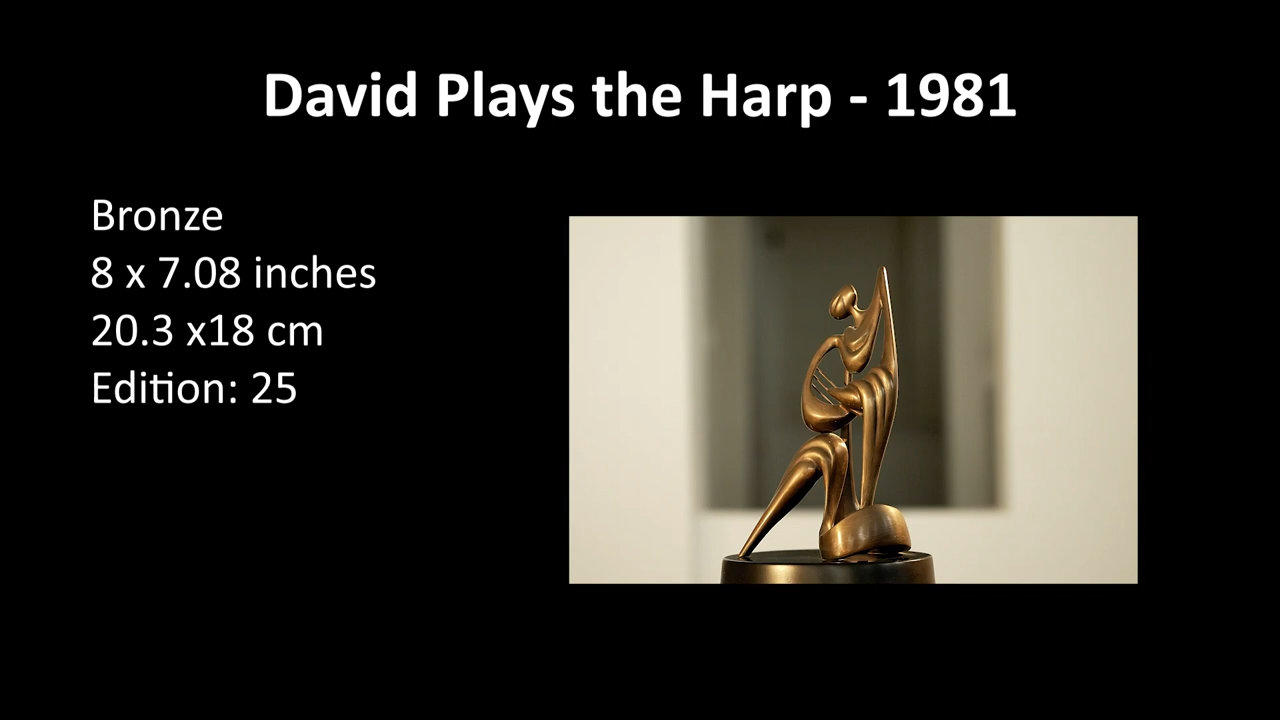 David Plays the Harp - 1981
Bronze
8 x 7.08 inches
20.3 x18 cm
Edition: 25